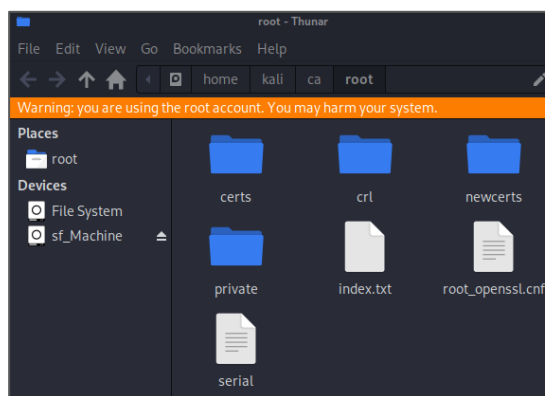 root - Thunar
File Edit View Go Bookmarks Help
home kali ca root
Warning: you are using the root account. You may harm your system.
Places
root
Devices
File System
sf_Machine
certs crl newcerts
private index.txt root_openssl.cnf
serial